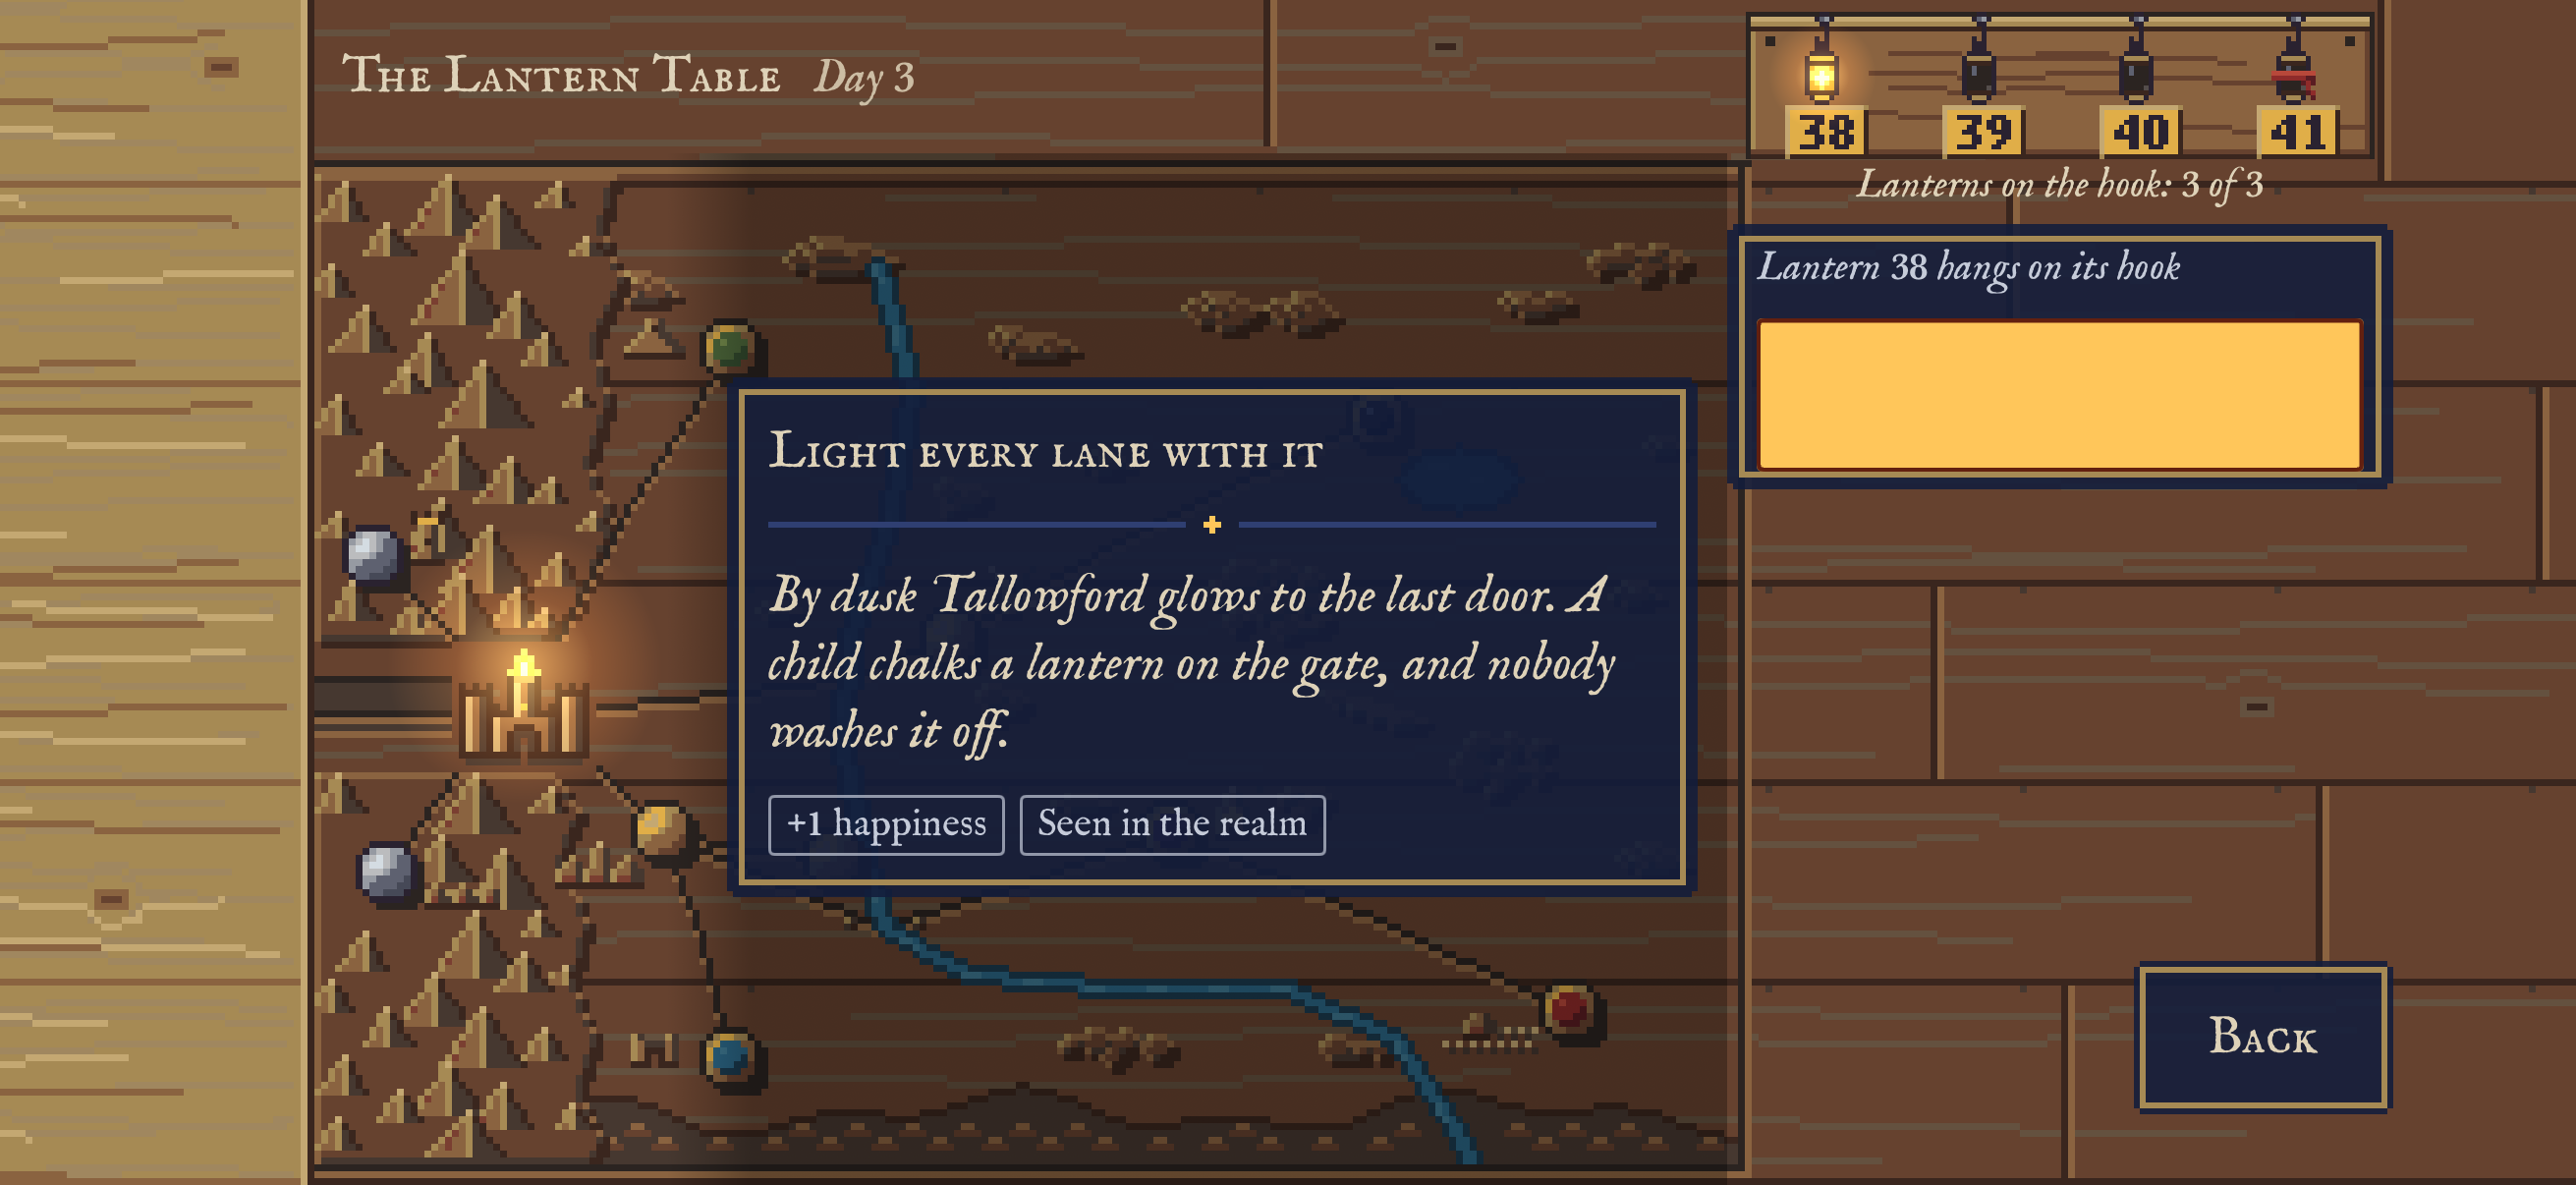 The Lantern Table Day 3
38 39 40 41
Lanterns on the hook: 3 of 3
Lantern 38 hangs on its hook
Light every lane with it
By dusk Tallowford glows to the last door. A
child chalks a lantern on the gate, and nobody
washes it off.
+1 happiness Seen in the realm
Back